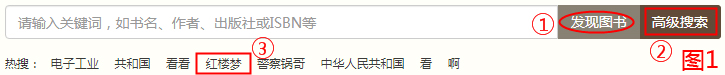 请输入关键词，如书名、作者、出版社或ISBN等 ① 发现图书 高级搜索
②
③
热搜： 电子工业 共和国 看看 红楼梦 警察锅哥 中华人民共和国 看 啊
图1